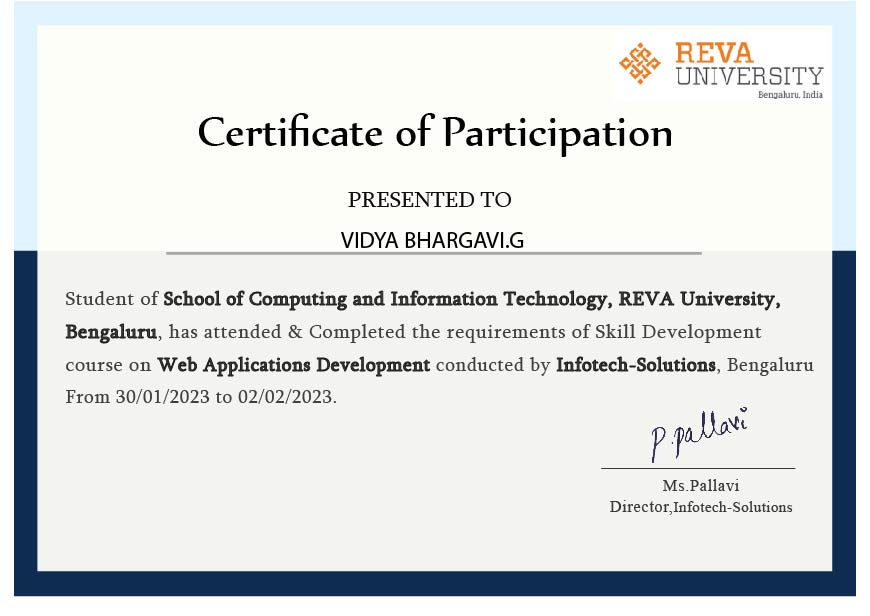 REVA
UNIVERSITY
Bengaluru, India
Certificate of Participation
PRESENTED TO
VIDYA BHARGAVI.G
Student of School of Computing and Information Technology, REVA University,
Bengaluru, has attended & Completed the requirements of Skill Development
course on Web Applications Development conducted by Infotech-Solutions, Bengaluru
From 30/01/2023 to 02/02/2023.
P.pallavi
Ms.Pallavi
Director,Infotech-Solutions